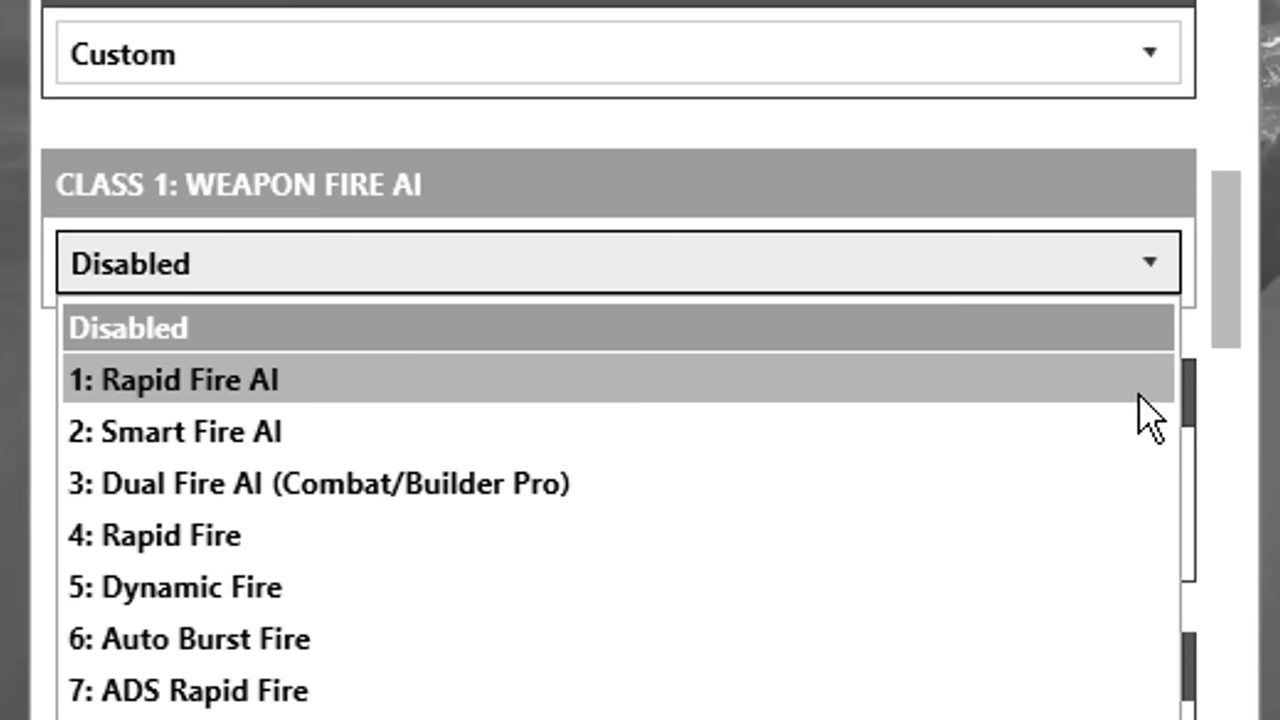 Custom
CLASS 1: WEAPON FIRE AI
Disabled
Disabled
1: Rapid Fire AI
2: Smart Fire AI
3: Dual Fire AI (Combat/Builder Pro)
4: Rapid Fire
5: Dynamic Fire
6: Auto Burst Fire
7: ADS Rapid Fire